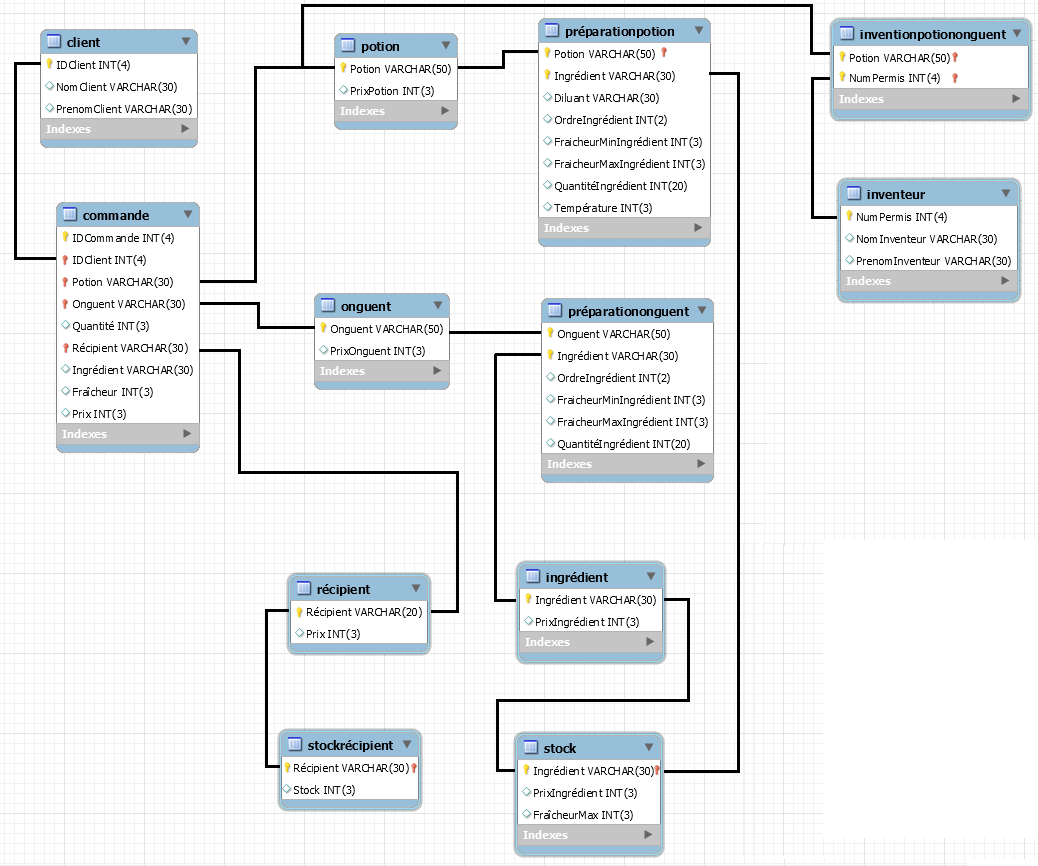 client
IDClient INT(4)
NomClient VARCHAR(30)
PrenomClient VARCHAR(30)
Indexes
potion
Potion VARCHAR(50)
PrixPotion INT(3)
Indexes
préparationpotion
Potion VARCHAR(50)
Ingrédient VARCHAR(30)
Diluant VARCHAR(30)
OrdreIngrédient INT(2)
FraicheurMinIngrédient INT(3)
FraicheurMaxIngrédient INT(3)
QuantitéIngrédient INT(20)
Température INT(3)
Indexes
inventionpotiononguent
Potion VARCHAR(50)
NumPermis INT(4)
Indexes
inventeur
NumPermis INT(4)
NomInventeur VARCHAR(30)
PrenomInventeur VARCHAR(30)
Indexes
commande
IDCommande INT(4)
IDClient INT(4)
Potion VARCHAR(30)
Onguent VARCHAR(30)
Quantité INT(3)
Récipient VARCHAR(30)
Ingrédient VARCHAR(30)
Fraîcheur INT(3)
Prix INT(3)
Indexes
onguent
Onguent VARCHAR(50)
PrixOnguent INT(3)
Indexes
préparationonguent
Onguent VARCHAR(50)
Ingrédient VARCHAR(30)
OrdreIngrédient INT(2)
FraicheurMinIngrédient INT(3)
FraicheurMaxIngrédient INT(3)
QuantitéIngrédient INT(20)
Indexes
récipient
Récipient VARCHAR(20)
Prix INT(3)
ingrédient
Ingrédient VARCHAR(30)
PrixIngrédient INT(3)
Indexes
stockrécipient
Récipient VARCHAR(30)
Stock INT(3)
stock
Ingrédient VARCHAR(30)
PrixIngrédient INT(3)
FraîcheurMax INT(3)
Indexes